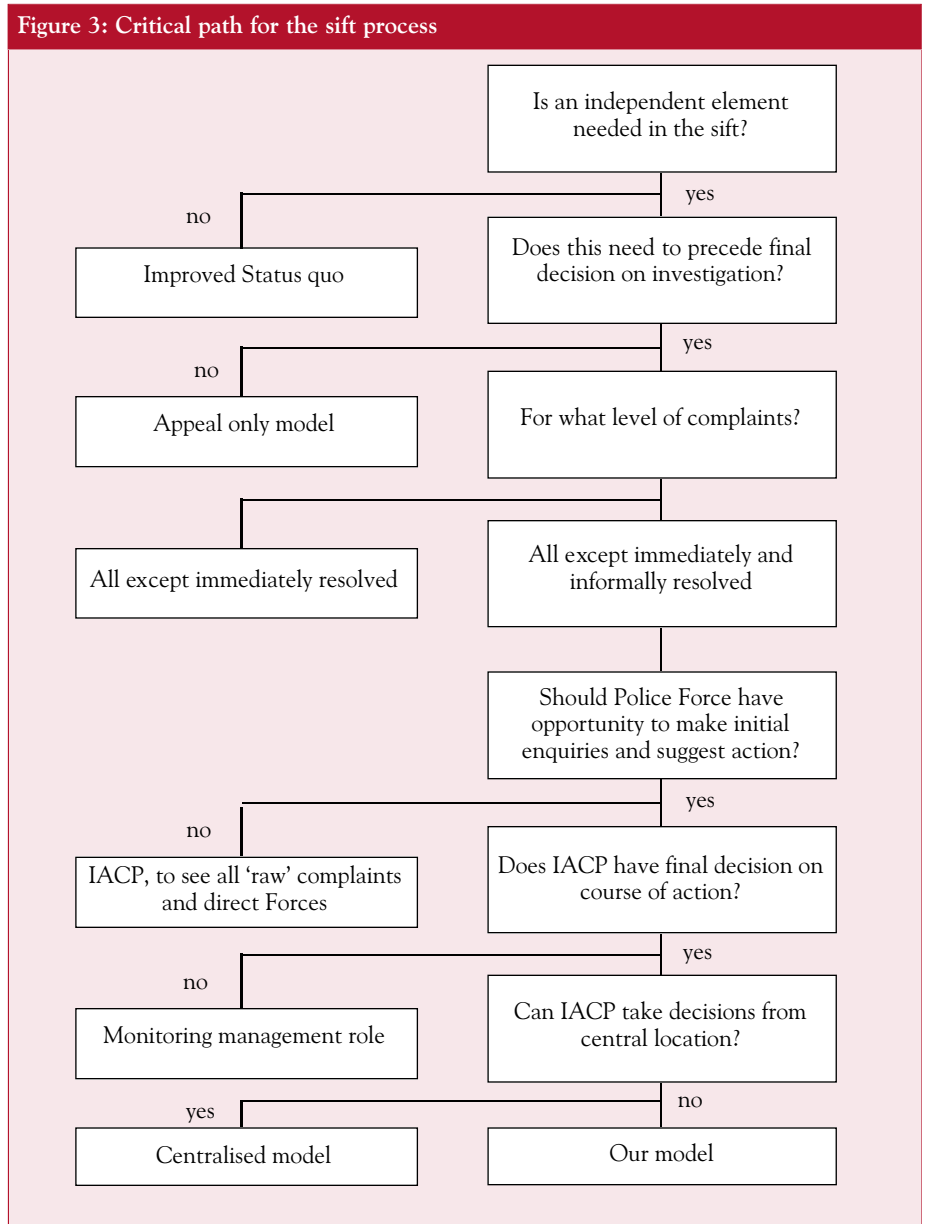 Figure 3: Critical path for the sift process
Is an independent element
needed in the sift?
yes
no
Does this need to precede final
decision on investigation?
Improved Status quo
yes
no
For what level of complaints?
Appeal only model
All except immediately resolved
All except immediately and
informally resolved
Should Police Force have
opportunity to make initial
enquiries and suggest action?
yes
no
Does IACP have final decision on
course of action?
IACP, to see all ‘raw’ complaints
and direct Forces
yes
no
Can IACP take decisions from
central location?
Monitoring management role
yes
no
Centralised model
Our model